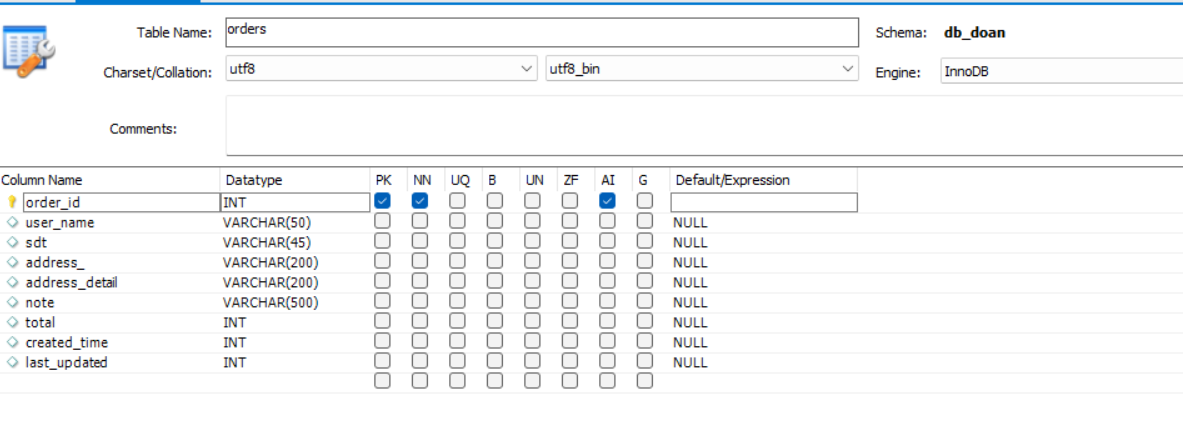 Table Name: orders Schema: db_doan
Charset/Collation: utf8 utf8_bin Engine: InnoDB
Comments:
Column Name Datatype PK NN UQ B UN ZF AI G Default/Expression
order_id INT
user_name VARCHAR(50) NULL
sdt VARCHAR(45) NULL
address_ VARCHAR(200) NULL
address_detail VARCHAR(200) NULL
note VARCHAR(500) NULL
total INT NULL
created_time INT NULL
last_updated INT NULL